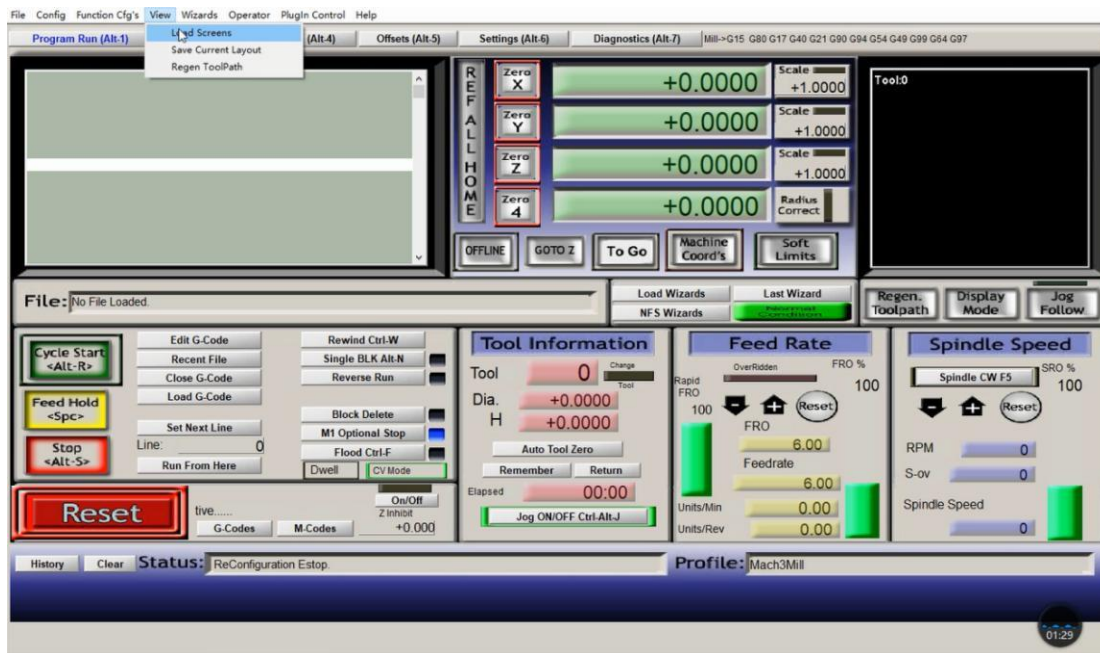 File Config Function Cfg's View Wizards Operator PlugIn Control Help
Program Run (Alt-1) (Alt-4) Offsets (Alt-5) Settings (Alt-6) Diagnostics (Alt-7) Mill->G15 G80 G17 G40 G21 G90 G94 G54 G49 G99 G64 G97
Load Screens
Save Current Layout
Regen ToolPath
REF ALL HOME
Zero X +0.0000 Scale +1.0000
Zero Y +0.0000 Scale +1.0000
Zero Z +0.0000 Scale +1.0000
Zero 4 +0.0000 Radius Correct
OFFLINE GOTO Z To Go Machine Coord's Soft Limits
Tool:0
File: No File Loaded.
Load Wizards Last Wizard
NFS Wizards Normal Condition
Regen. Toolpath Display Mode Jog Follow
Cycle Start <Alt-R>
Feed Hold <Spc>
Stop <Alt-S>
Edit G-Code
Recent File
Close G-Code
Load G-Code
Set Next Line
Line: 0
Run From Here
Rewind Ctrl-W
Single BLK Alt-N
Reverse Run
Block Delete
M1 Optional Stop
Flood Ctrl-F
Dwell CV Mode
Reset
tive......
G-Codes M-Codes
On/Off
Z Inhibit
+0.000
Tool Information
Tool 0 Change Tool
Dia. +0.0000
H +0.0000
Auto Tool Zero
Remember Return
Elapsed 00:00
Jog ON/OFF Ctrl-Alt-J
Feed Rate
OverRidden FRO %
100
Rapid FRO
100
Reset
FRO
6.00
Feedrate
6.00
Units/Min 0.00
Units/Rev 0.00
Spindle Speed
Spindle CW F5
SRO %
100
Reset
RPM 0
S-ov 0
Spindle Speed
0
History Clear Status: ReConfiguration Estop. Profile: Mach3Mill
01:29